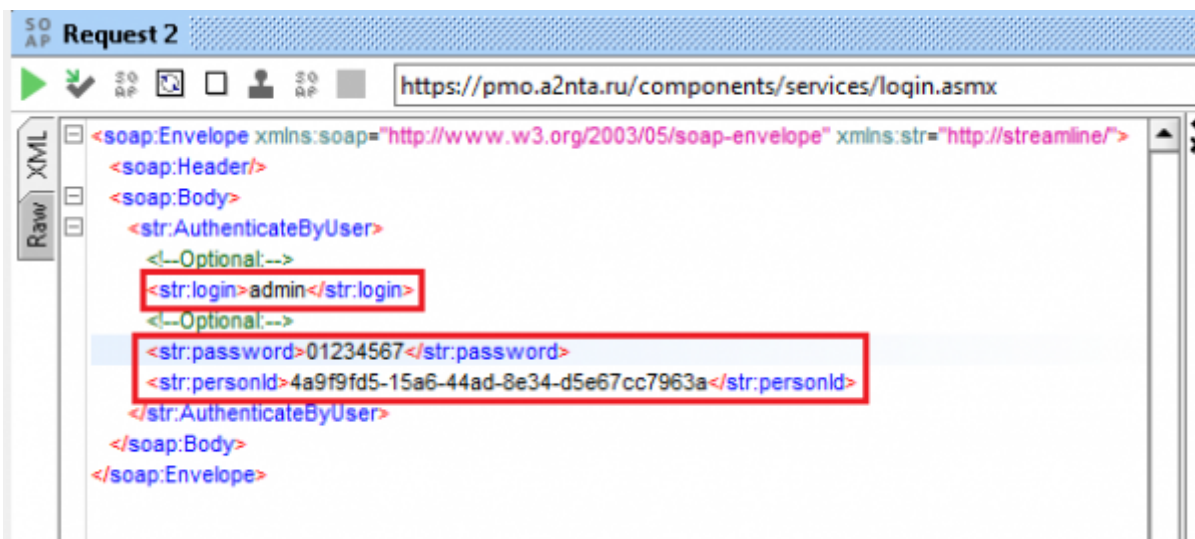 SO AP Request 2
https://pmo.a2nta.ru/components/services/login.asmx
XML
Raw
<soap:Envelope xmlns:soap="http://www.w3.org/2003/05/soap-envelope" xmlns:str="http://streamline/">
<soap:Header/>
<soap:Body>
<str:AuthenticateByUser>
<!--Optional:-->
<str:login>admin</str:login>
<!--Optional:-->
<str:password>01234567</str:password>
<str:personId>4a9f9fd5-15a6-44ad-8e34-d5e67cc7963a</str:personId>
</str:AuthenticateByUser>
</soap:Body>
</soap:Envelope>